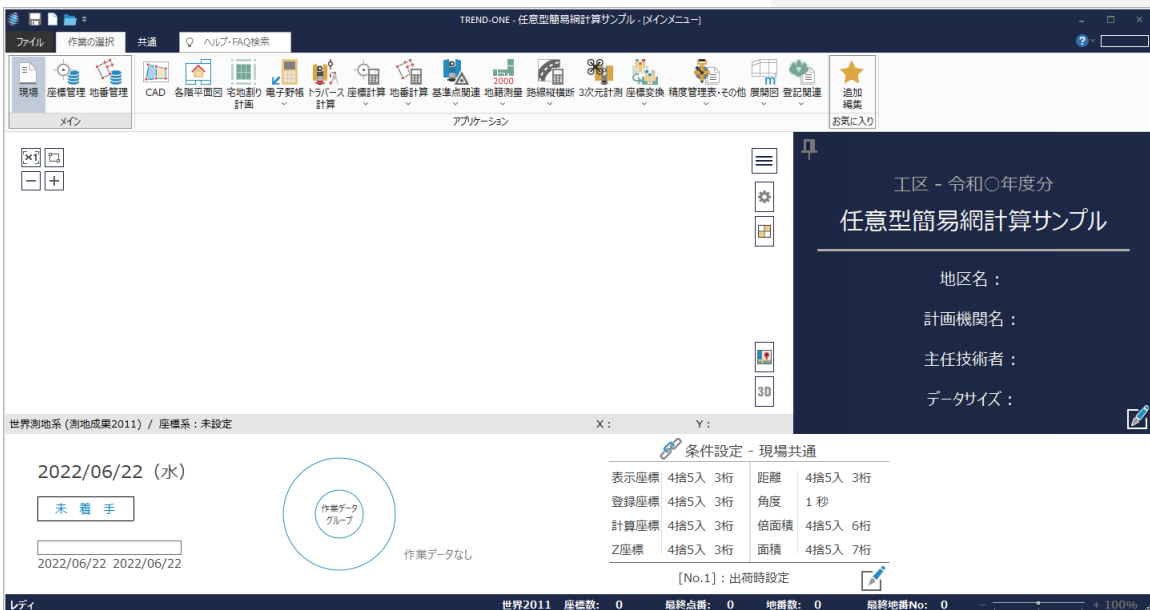 TREND-ONE - 任意型簡易網計算サンプル - [メインメニュー]
ファイル 作業の選択 共通 ヘルプ・FAQ検索
現場 座標管理 地番管理 CAD 各階平面図 宅地割り計画 電子野帳 トラバース計算 座標計算 地番計算 基準点関連 地籍測量 路線縦横断 3次元計測 座標変換 精度管理表・その他 展開図 登記関連 追加編集
2000
m
メイン アプリケーション お気に入り
[×1]
工区 - 令和○年度分
任意型簡易網計算サンプル
地区名：
計画機関名：
主任技術者：
データサイズ：
3D
世界測地系 (測地成果2011) / 座標系：未設定 X： Y：
2022/06/22（水）
未 着 手
2022/06/22 2022/06/22
作業データ
グループ
作業データなし
条件設定 - 現場共通
表示座標 4捨5入 3桁 距離 4捨5入 3桁
登録座標 4捨5入 3桁 角度 1 秒
計算座標 4捨5入 3桁 倍面積 4捨5入 6桁
Z座標 4捨5入 3桁 面積 4捨5入 7桁
[No.1]：出荷時設定
レディ 世界2011 座標数: 0 最終点番: 0 地番数: 0 最終地番No: 0 － + 100%